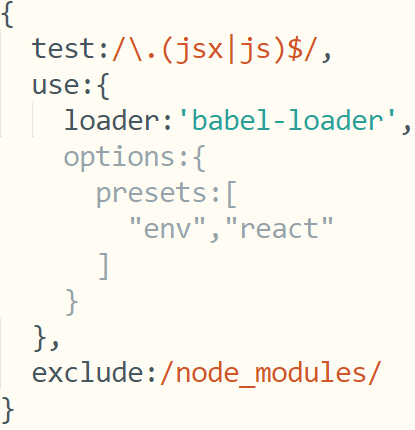 {
  test:/\.(jsx|js)$/,
  use:{
    loader:'babel-loader',
    options:{
      presets:[
        "env","react"
      ]
    }
  },
  exclude:/node_modules/
}